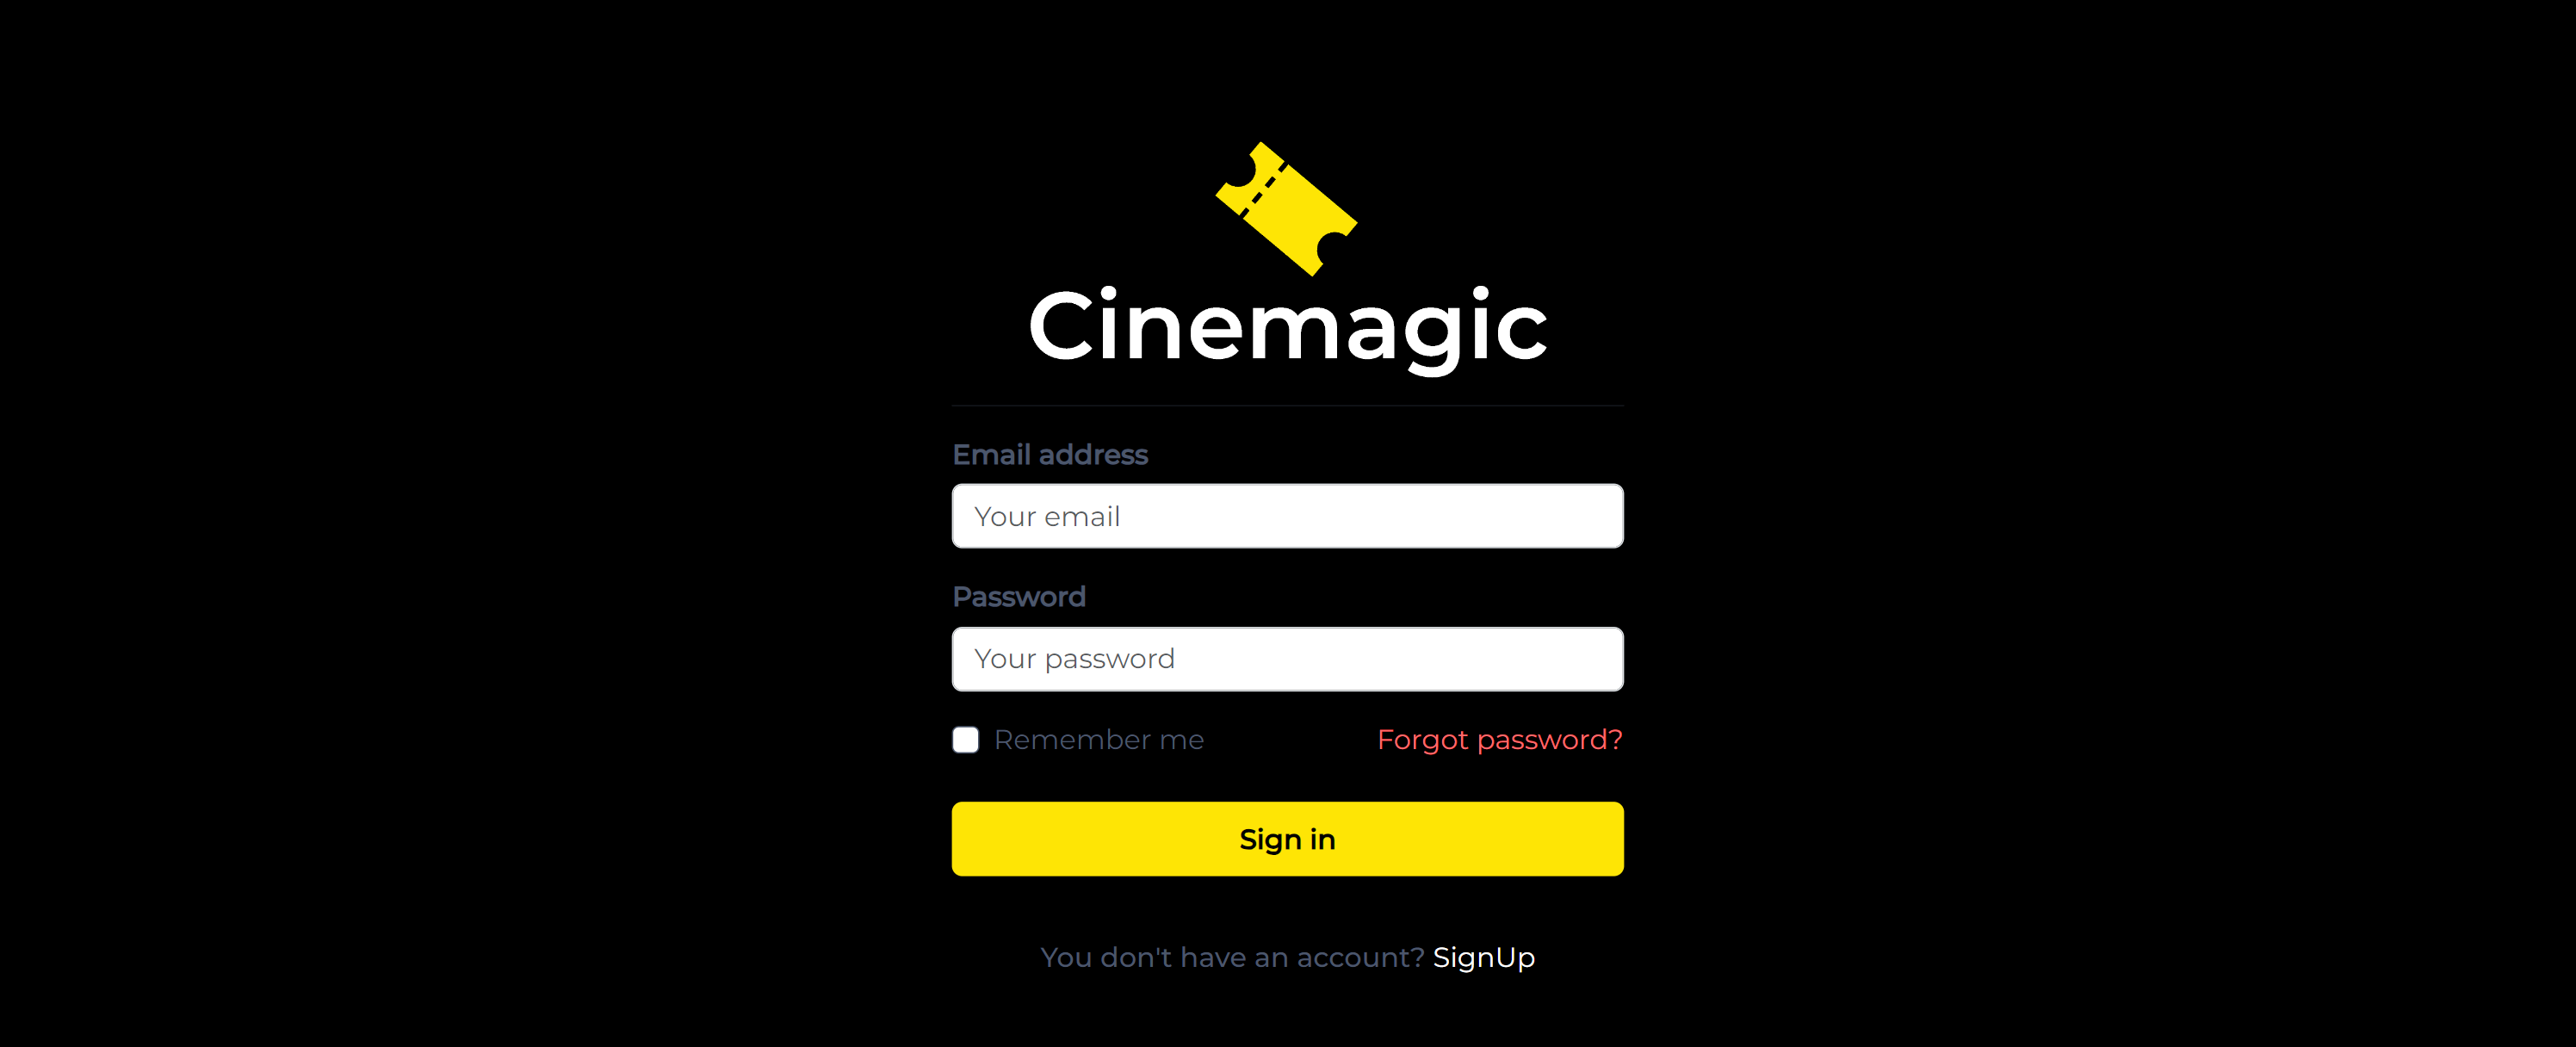 Cinemagic
Email address
Your email
Password
Your password
Remember me Forgot password?
Sign in
You don't have an account? SignUp